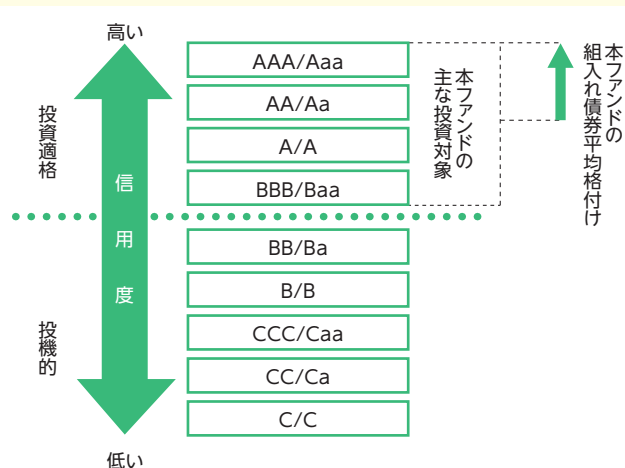 高い
投資適格
信用度
投機的
低い
AAA/Aaa
AA/Aa
A/A
BBB/Baa
BB/Ba
B/B
CCC/Caa
CC/Ca
C/C
本ファンドの
主な投資対象
本ファンドの
組入れ債券平均格付け